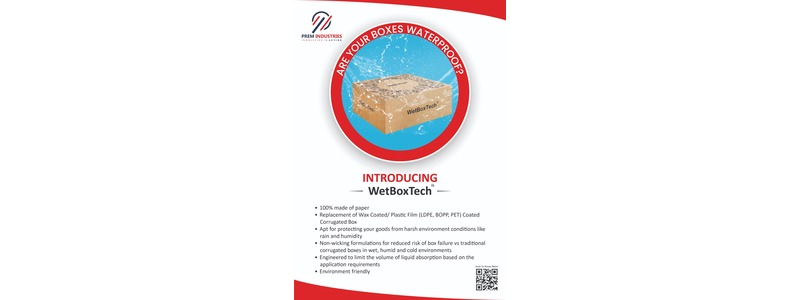 PREM INDUSTRIES
ARE YOUR BOXES WATERPROOF?
WetBoxTech
INTRODUCING
WetBoxTech®
• 100% made of paper
• Replacement of Wax Coated/ Plastic Film (LDPE, BOPP, PET) Coated
Corrugated Box
• Apt for protecting your goods from harsh environment conditions like
rain and humidity
• Non-wicking formulations for reduced risk of box failure vs traditional
corrugated boxes in wet, humid and cold environments
• Engineered to limit the volume of liquid absorption based on the
application requirements
• Environment friendly